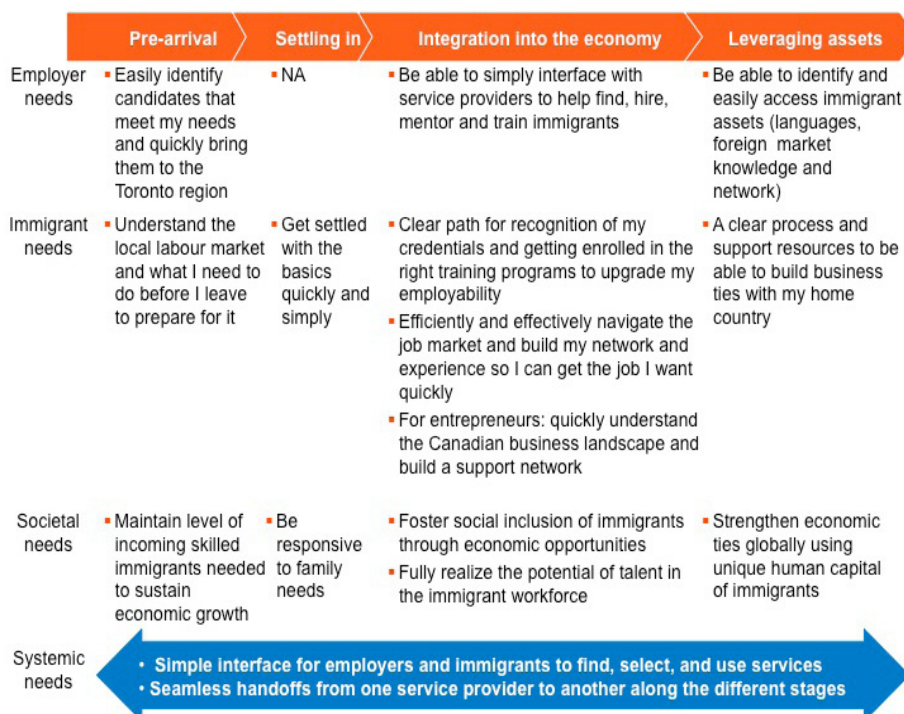 Pre-arrival
Settling in
Integration into the economy
Leveraging assets
Employer
needs
▪ Easily identify
candidates that
meet my needs
and quickly bring
them to the
Toronto region
▪ NA
▪ Be able to simply interface with
service providers to help find, hire,
mentor and train immigrants
▪ Be able to identify and
easily access immigrant
assets (languages,
foreign market
knowledge and
network)
Immigrant
needs
▪ Understand the
local labour market
and what I need to
do before I leave
to prepare for it
▪ Get settled
with the
basics
quickly and
simply
▪ Clear path for recognition of my
credentials and getting enrolled in the
right training programs to upgrade my
employability
▪ Efficiently and effectively navigate the
job market and build my network and
experience so I can get the job I want
quickly
▪ For entrepreneurs: quickly understand
the Canadian business landscape and
build a support network
▪ A clear process and
support resources to be
able to build business
ties with my home
country
Societal
needs
▪ Maintain level of
incoming skilled
immigrants needed
to sustain
economic growth
▪ Be
responsive
to family
needs
▪ Foster social inclusion of immigrants
through economic opportunities
▪ Fully realize the potential of talent in
the immigrant workforce
▪ Strengthen economic
ties globally using
unique human capital
of immigrants
Systemic
needs
• Simple interface for employers and immigrants to find, select, and use services
• Seamless handoffs from one service provider to another along the different stages